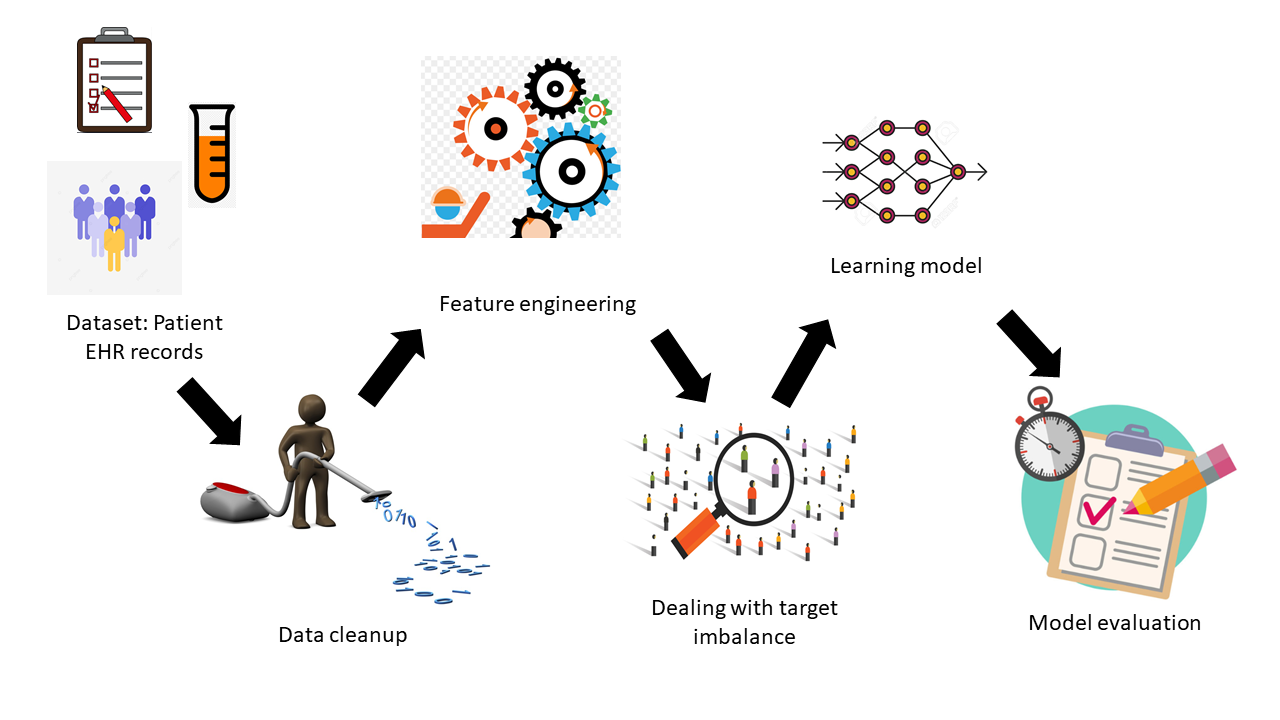 Dataset: Patient
EHR records
Data cleanup
Feature engineering
Dealing with target
imbalance
Learning model
Model evaluation